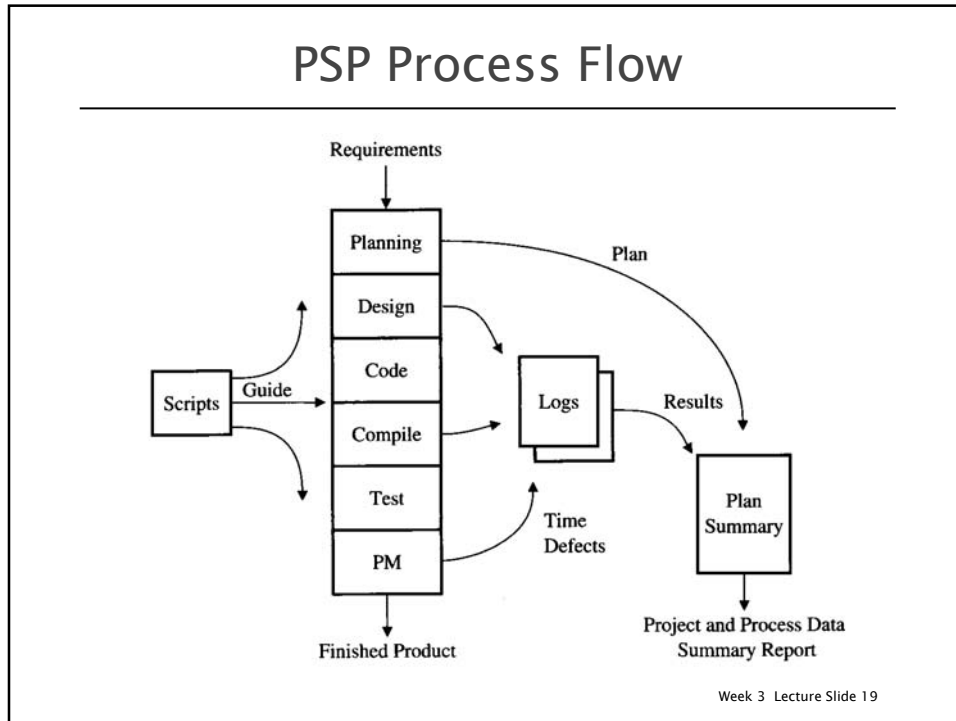 PSP Process Flow
Requirements
Planning
Plan
Design
Code
Scripts
Guide
Logs
Results
Compile
Test
Time
Defects
Plan
Summary
PM
Finished Product
Project and Process Data
Summary Report
Week 3 Lecture Slide 19